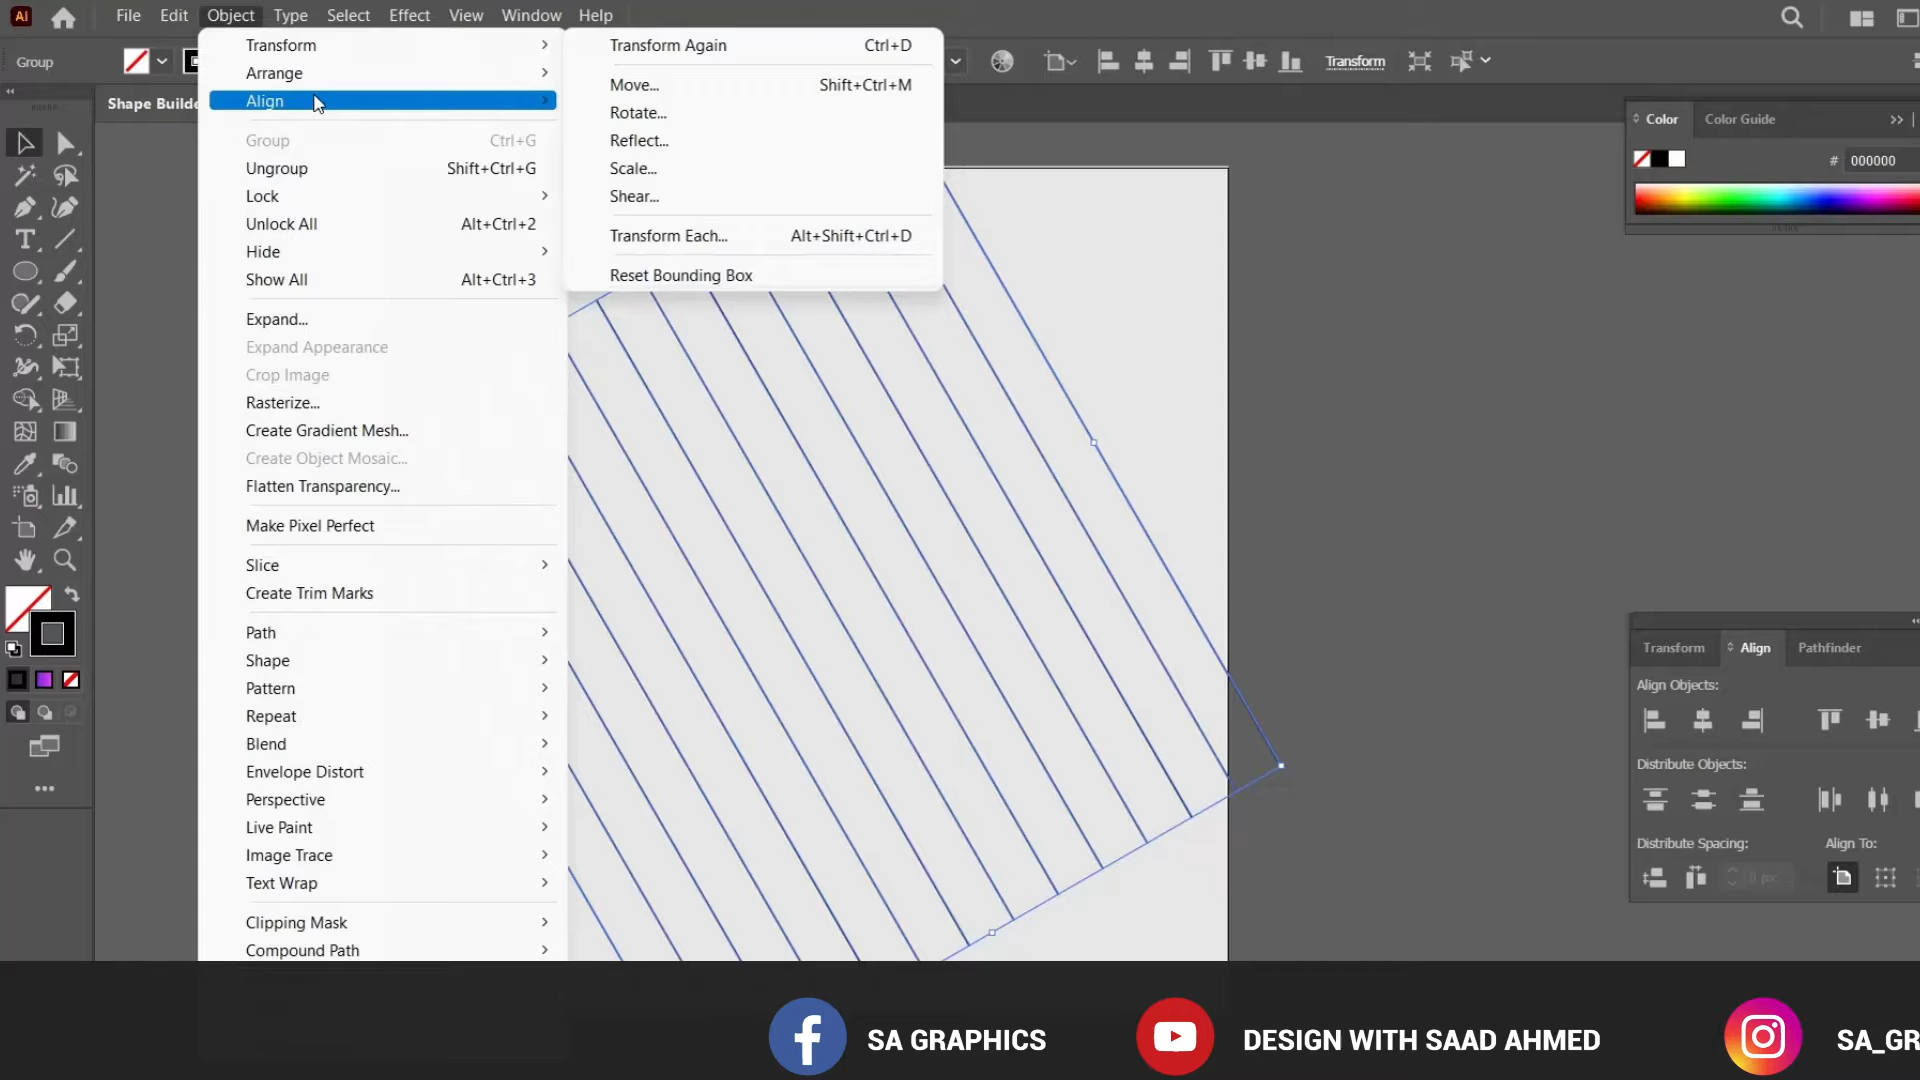 Ai File Edit Object Type Select Effect View Window Help
Group
Transform
Shape Builde
Color Color Guide
# 000000
Transform
Arrange
Align
Group Ctrl+G
Ungroup Shift+Ctrl+G
Lock
Unlock All Alt+Ctrl+2
Hide
Show All Alt+Ctrl+3
Expand...
Expand Appearance
Crop Image
Rasterize...
Create Gradient Mesh...
Create Object Mosaic...
Flatten Transparency...
Make Pixel Perfect
Slice
Create Trim Marks
Path
Shape
Pattern
Repeat
Blend
Envelope Distort
Perspective
Live Paint
Image Trace
Text Wrap
Clipping Mask
Compound Path
Transform Again Ctrl+D
Move... Shift+Ctrl+M
Rotate...
Reflect...
Scale...
Shear...
Transform Each... Alt+Shift+Ctrl+D
Reset Bounding Box
Transform Align Pathfinder
Align Objects:
Distribute Objects:
Distribute Spacing: Align To:
0 px
SA GRAPHICS DESIGN WITH SAAD AHMED SA_GR